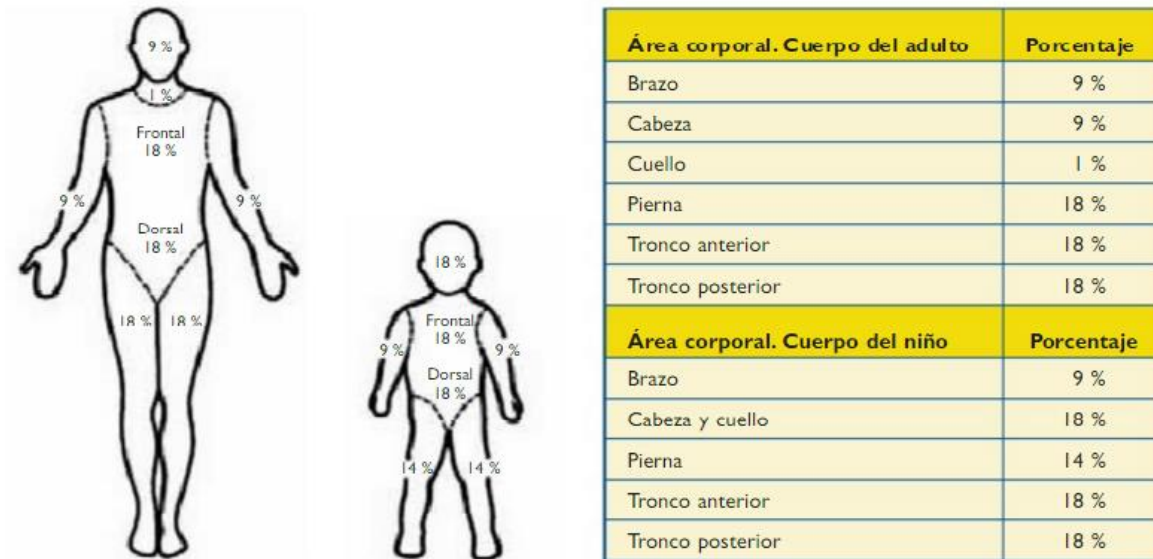 9 %
1 %
Frontal
18 %
9 %
9 %
Dorsal
18 %
18 %
18 %
18 %
Frontal
18 %
9 %
9 %
Dorsal
18 %
14 %
14 %
Área corporal. Cuerpo del adulto Porcentaje
Brazo 9 %
Cabeza 9 %
Cuello 1 %
Pierna 18 %
Tronco anterior 18 %
Tronco posterior 18 %
Área corporal. Cuerpo del niño Porcentaje
Brazo 9 %
Cabeza y cuello 18 %
Pierna 14 %
Tronco anterior 18 %
Tronco posterior 18 %